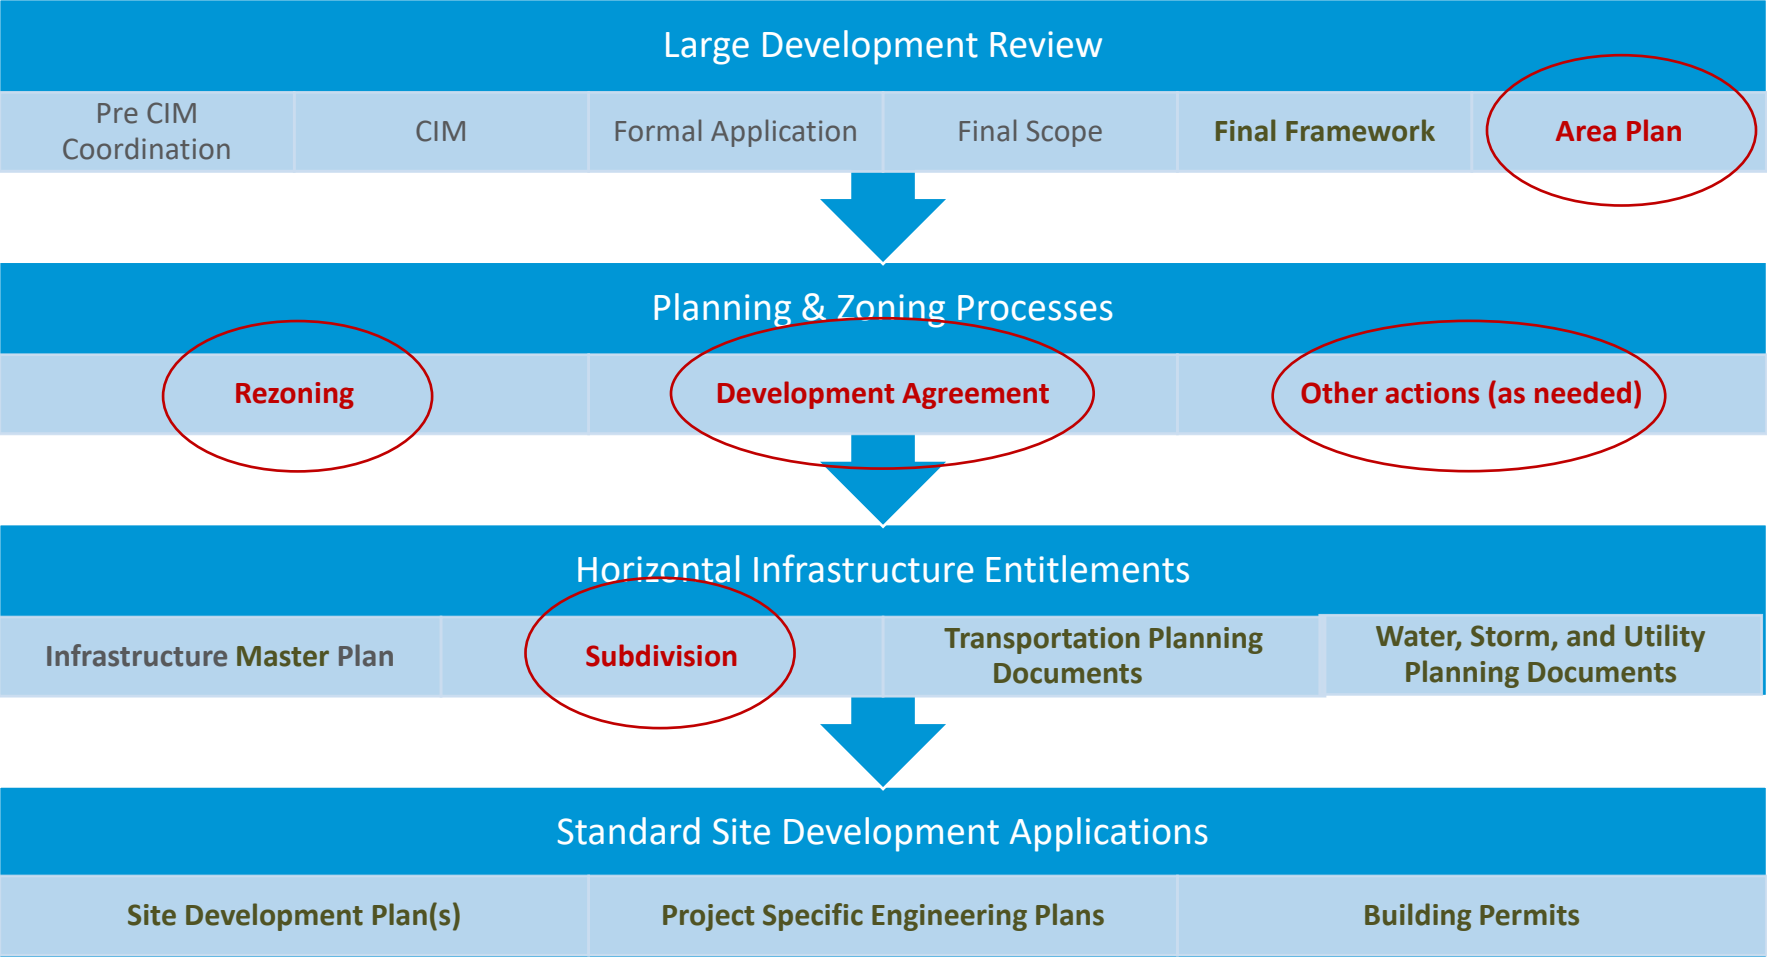 Large Development Review
Pre CIM
Coordination
CIM
Formal Application
Final Scope
Final Framework
Area Plan
Planning & Zoning Processes
Rezoning
Development Agreement
Other actions (as needed)
Horizontal Infrastructure Entitlements
Infrastructure Master Plan
Subdivision
Transportation Planning
Documents
Water, Storm, and Utility
Planning Documents
Standard Site Development Applications
Site Development Plan(s)
Project Specific Engineering Plans
Building Permits